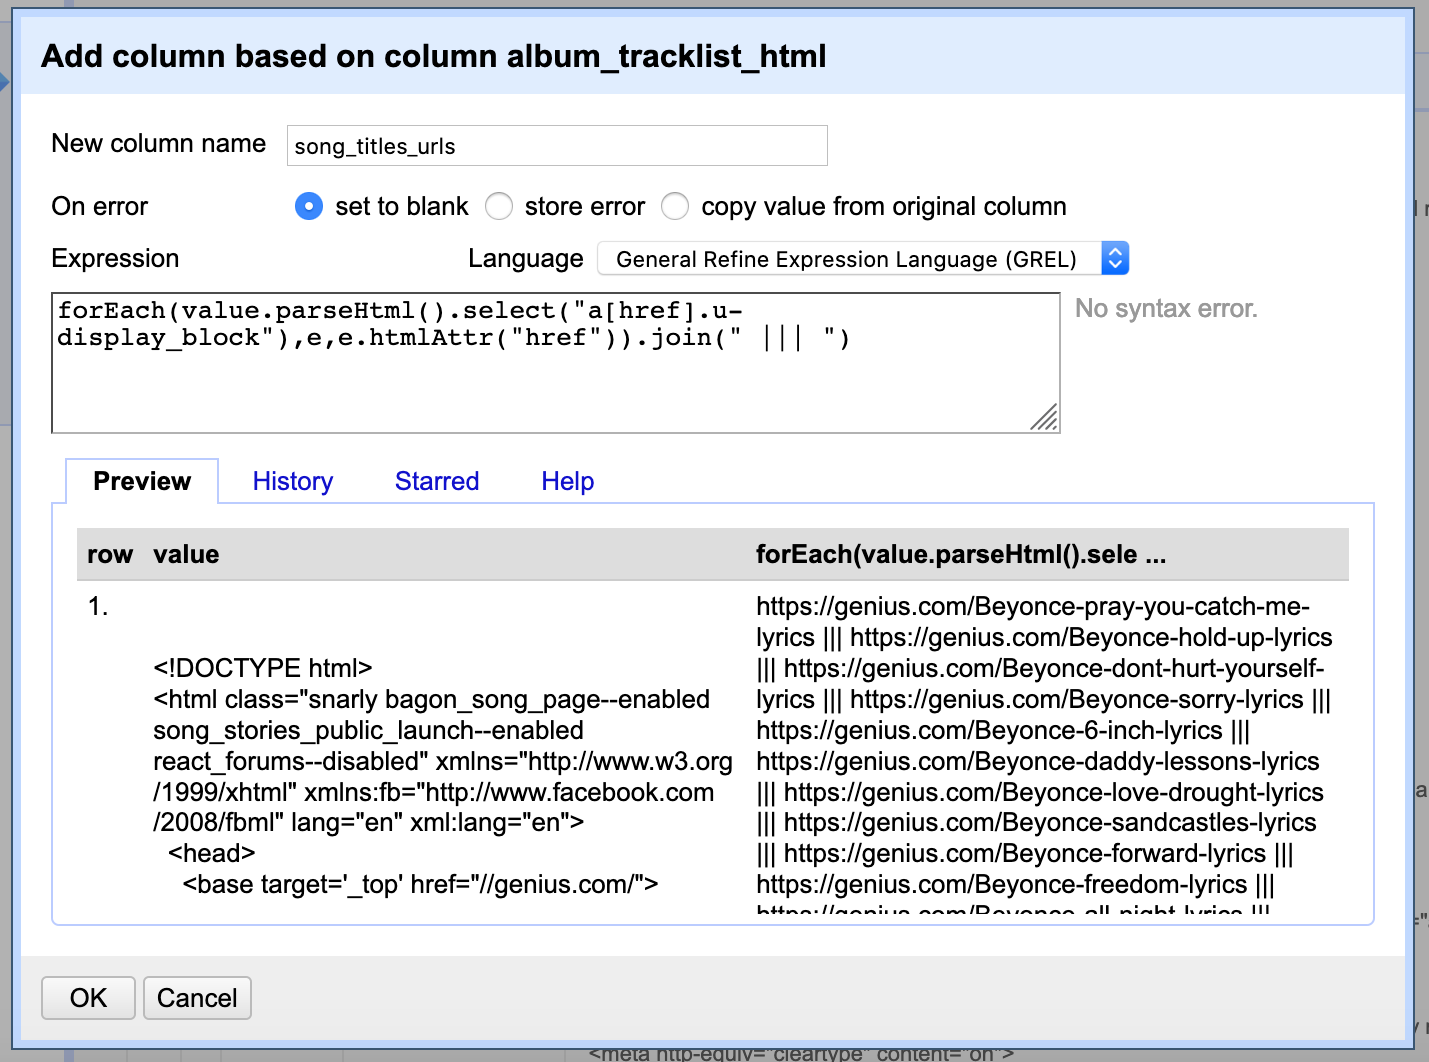 Add column based on column album_tracklist_html
New column name song_titles_urls
On error set to blank store error copy value from original column
Expression Language General Refine Expression Language (GREL)
forEach(value.parseHtml().select("a[href].u-
display_block"),e,e.htmlAttr("href")).join(" ||| ")
No syntax error.
Preview History Starred Help
row value forEach(value.parseHtml().sele ...
1.
<!DOCTYPE html>
<html class="snarly bagon_song_page--enabled
song_stories_public_launch--enabled
react_forums--disabled" xmlns="http://www.w3.org
/1999/xhtml" xmlns:fb="http://www.facebook.com
/2008/fbml" lang="en" xml:lang="en">
<head>
<base target='_top' href="//genius.com/">
https://genius.com/Beyonce-pray-you-catch-me-
lyrics ||| https://genius.com/Beyonce-hold-up-lyrics
||| https://genius.com/Beyonce-dont-hurt-yourself-
lyrics ||| https://genius.com/Beyonce-sorry-lyrics |||
https://genius.com/Beyonce-6-inch-lyrics |||
https://genius.com/Beyonce-daddy-lessons-lyrics
||| https://genius.com/Beyonce-love-drought-lyrics
||| https://genius.com/Beyonce-sandcastles-lyrics
||| https://genius.com/Beyonce-forward-lyrics |||
https://genius.com/Beyonce-freedom-lyrics |||
https://genius.com/Beyonce-all-night-lyrics |||
OK Cancel
<meta http-equiv="cleartype" content="on">